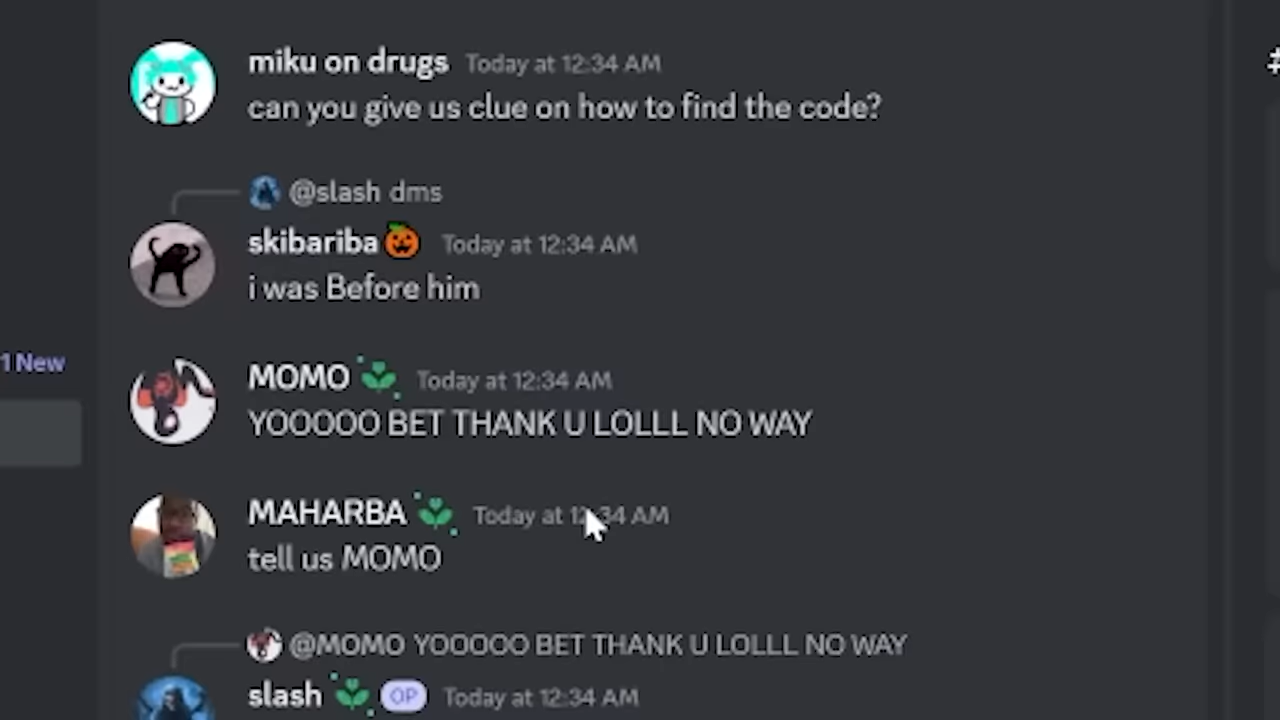 miku on drugs Today at 12:34 AM
can you give us clue on how to find the code?
@slash dms
skibariba Today at 12:34 AM
i was Before him
1 New
MOMO Today at 12:34 AM
YOOOOO BET THANK U LOLLL NO WAY
MAHARBA Today at 12:34 AM
tell us MOMO
@MOMO YOOOOO BET THANK U LOLLL NO WAY
slash OP Today at 12:34 AM
#